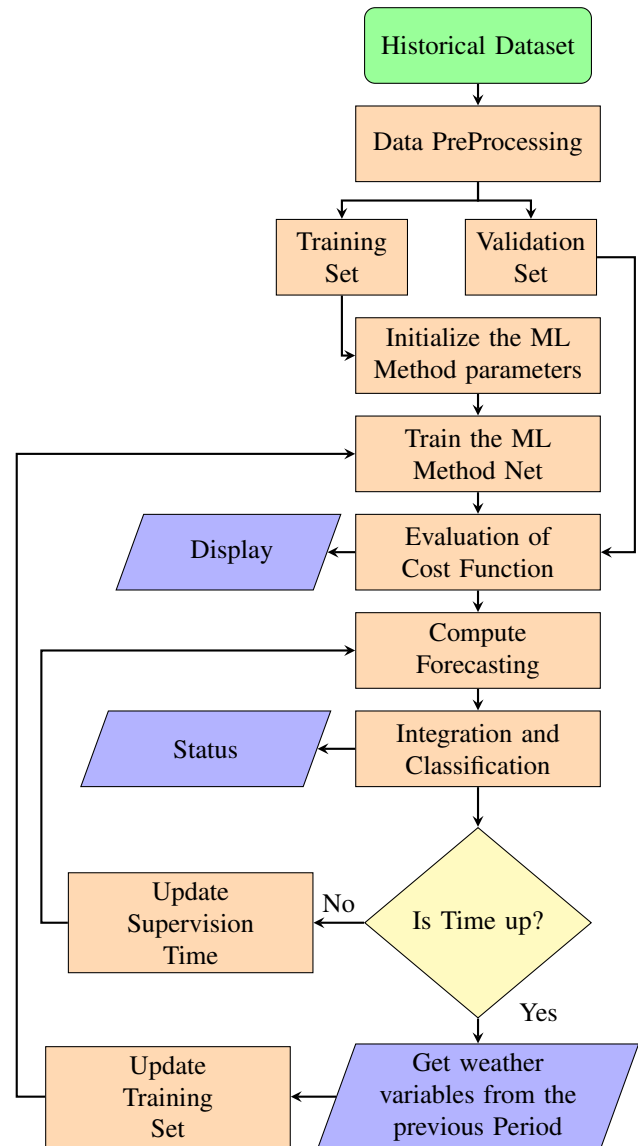 Historical Dataset
Data PreProcessing
Training
Set
Validation
Set
Initialize the ML
Method parameters
Train the ML
Method Net
Display
Evaluation of
Cost Function
Compute
Forecasting
Status
Integration and
Classification
Is Time up?
No
Update
Supervision
Time
Yes
Get weather
variables from the
previous Period
Update
Training
Set